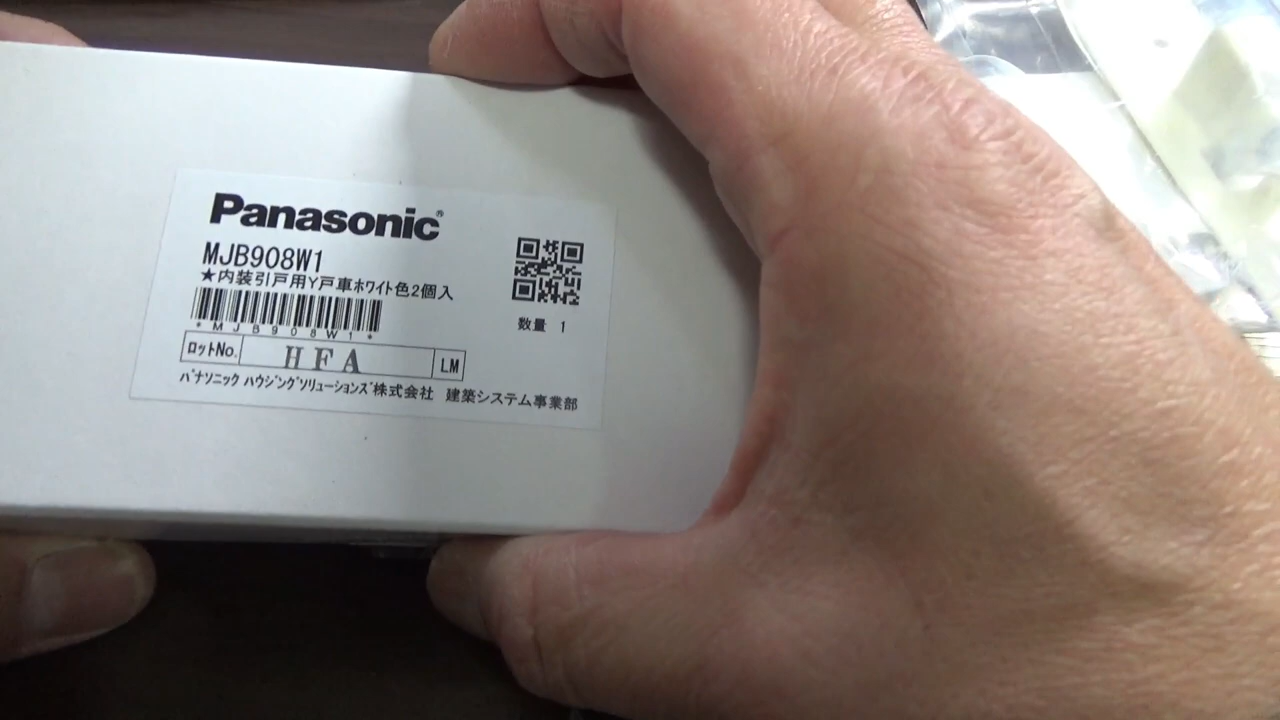 Panasonic®
MJB908W1
★内装引戸用Y戸車ホワイト色2個入
*MJB908W1*
数量 1
ロットNo. HFA LM
パナソニック ハウジングソリューションズ株式会社 建築システム事業部